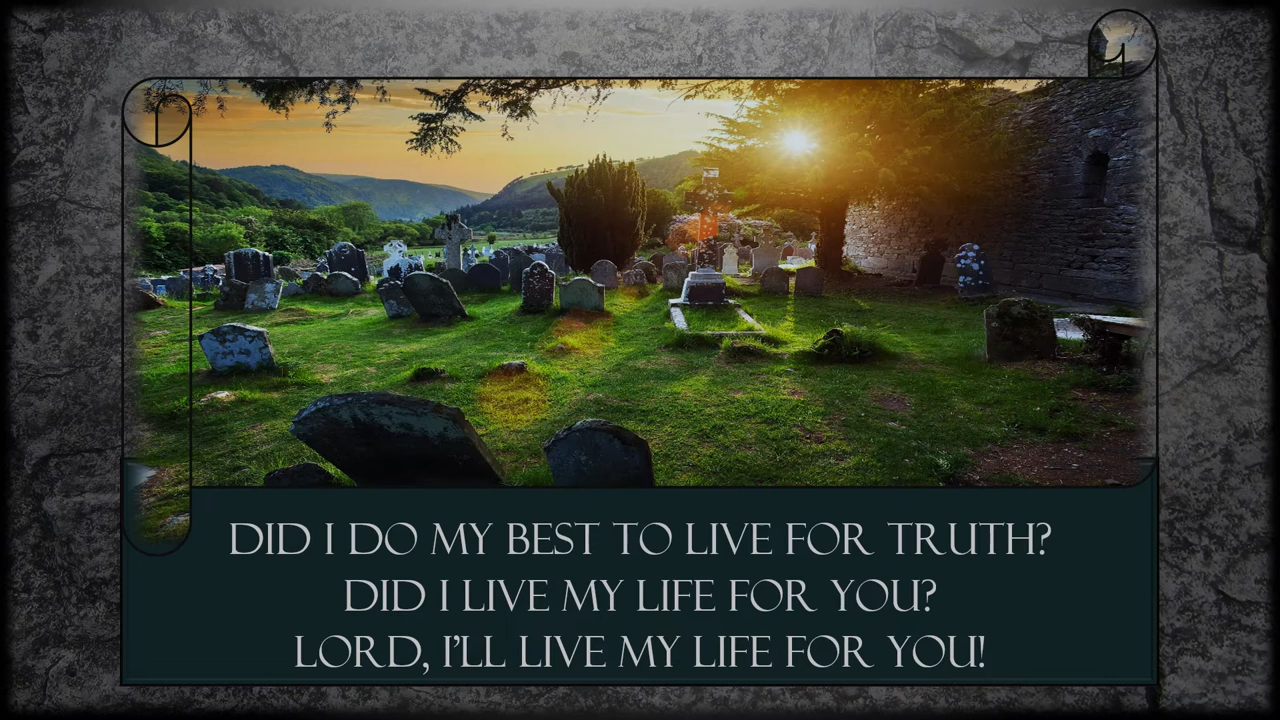 DID I DO MY BEST TO LIVE FOR TRUTH?
DID I LIVE MY LIFE FOR YOU?
LORD, I’LL LIVE MY LIFE FOR YOU!